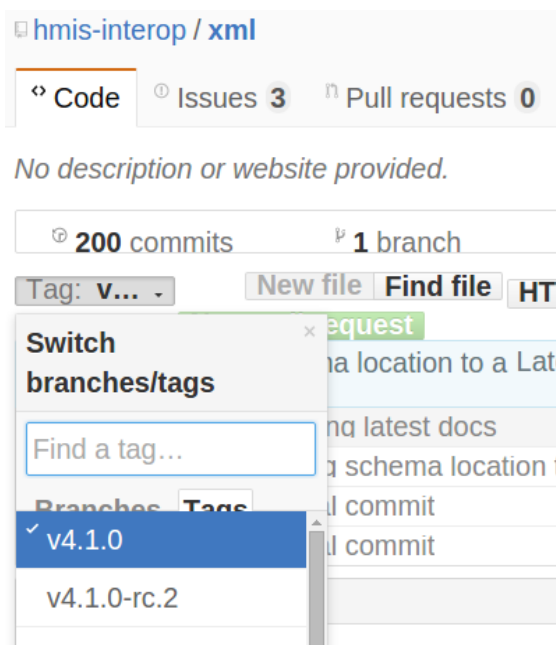 hmis-interop / xml
Code Issues 3 Pull requests 0
No description or website provided.
200 commits 1 branch
Tag: v... New file Find file HT
equest
Switch
branches/tags
a location to a Lat
Find a tag…
ng latest docs
g schema location t
Branches Tags
l commit
v4.1.0
l commit
v4.1.0-rc.2